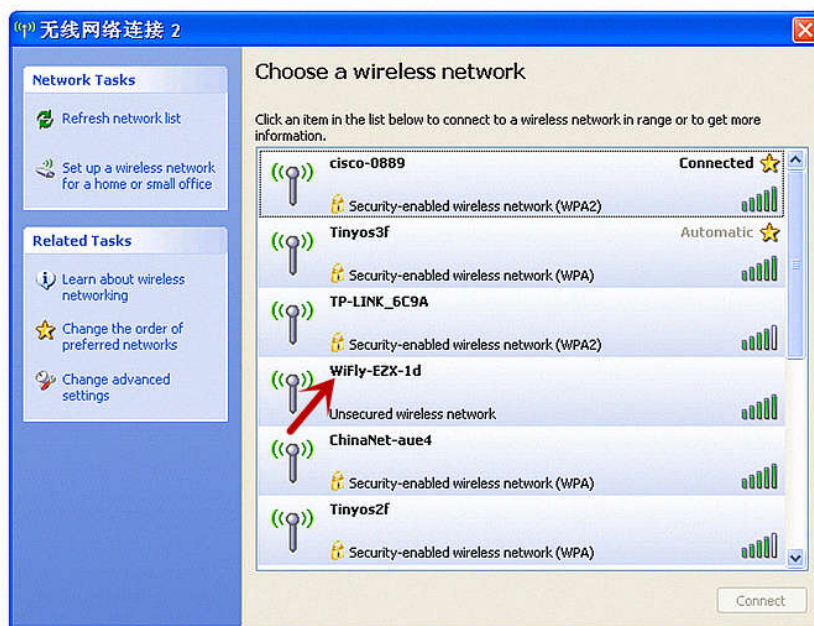 无线网络连接 2
Network Tasks
Refresh network list
Set up a wireless network
for a home or small office
Related Tasks
Learn about wireless
networking
Change the order of
preferred networks
Change advanced
settings
Choose a wireless network
Click an item in the list below to connect to a wireless network in range or to get more
information.
cisco-0889
Connected
Security-enabled wireless network (WPA2)
Tinyos3f
Automatic
Security-enabled wireless network (WPA)
TP-LINK_6C9A
Security-enabled wireless network (WPA2)
WiFly-EZX-1d
Unsecured wireless network
ChinaNet-aue4
Security-enabled wireless network (WPA)
Tinyos2f
Security-enabled wireless network (WPA)
Connect